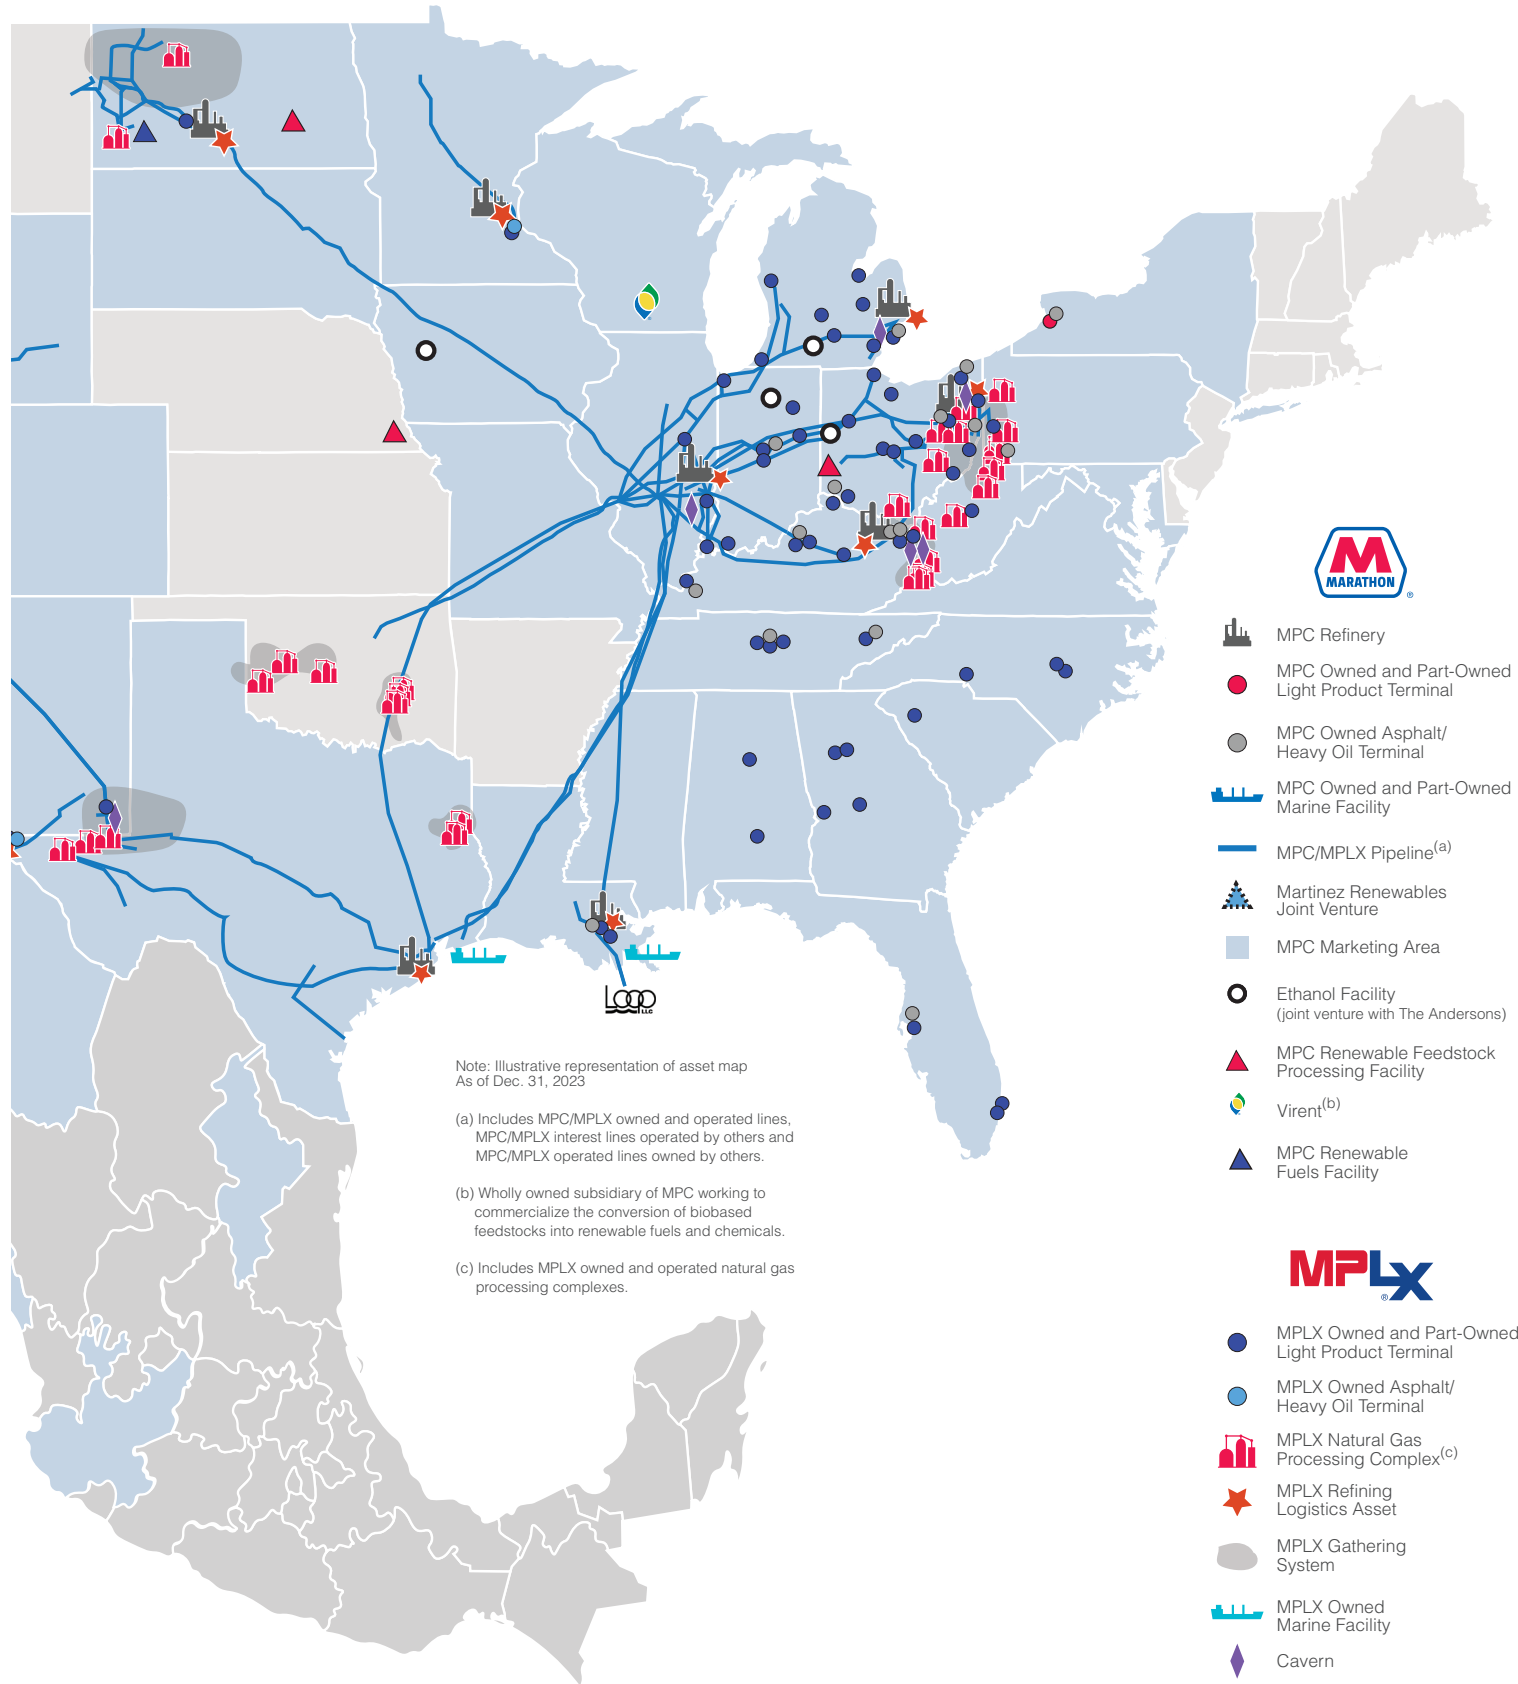 M
MARATHON
®
MPC Refinery
MPC Owned and Part-Owned
Light Product Terminal
MPC Owned Asphalt/
Heavy Oil Terminal
MPC Owned and Part-Owned
Marine Facility
MPC/MPLX Pipeline(a)
Martinez Renewables
Joint Venture
MPC Marketing Area
Ethanol Facility
(joint venture with The Andersons)
MPC Renewable Feedstock
Processing Facility
Virent(b)
MPC Renewable
Fuels Facility
LOOP
LLC
Note: Illustrative representation of asset map
As of Dec. 31, 2023
(a) Includes MPC/MPLX owned and operated lines,
MPC/MPLX interest lines operated by others and
MPC/MPLX operated lines owned by others.
(b) Wholly owned subsidiary of MPC working to
commercialize the conversion of biobased
feedstocks into renewable fuels and chemicals.
(c) Includes MPLX owned and operated natural gas
processing complexes.
MPLX
®
MPLX Owned and Part-Owned
Light Product Terminal
MPLX Owned Asphalt/
Heavy Oil Terminal
MPLX Natural Gas
Processing Complex(c)
MPLX Refining
Logistics Asset
MPLX Gathering
System
MPLX Owned
Marine Facility
Cavern